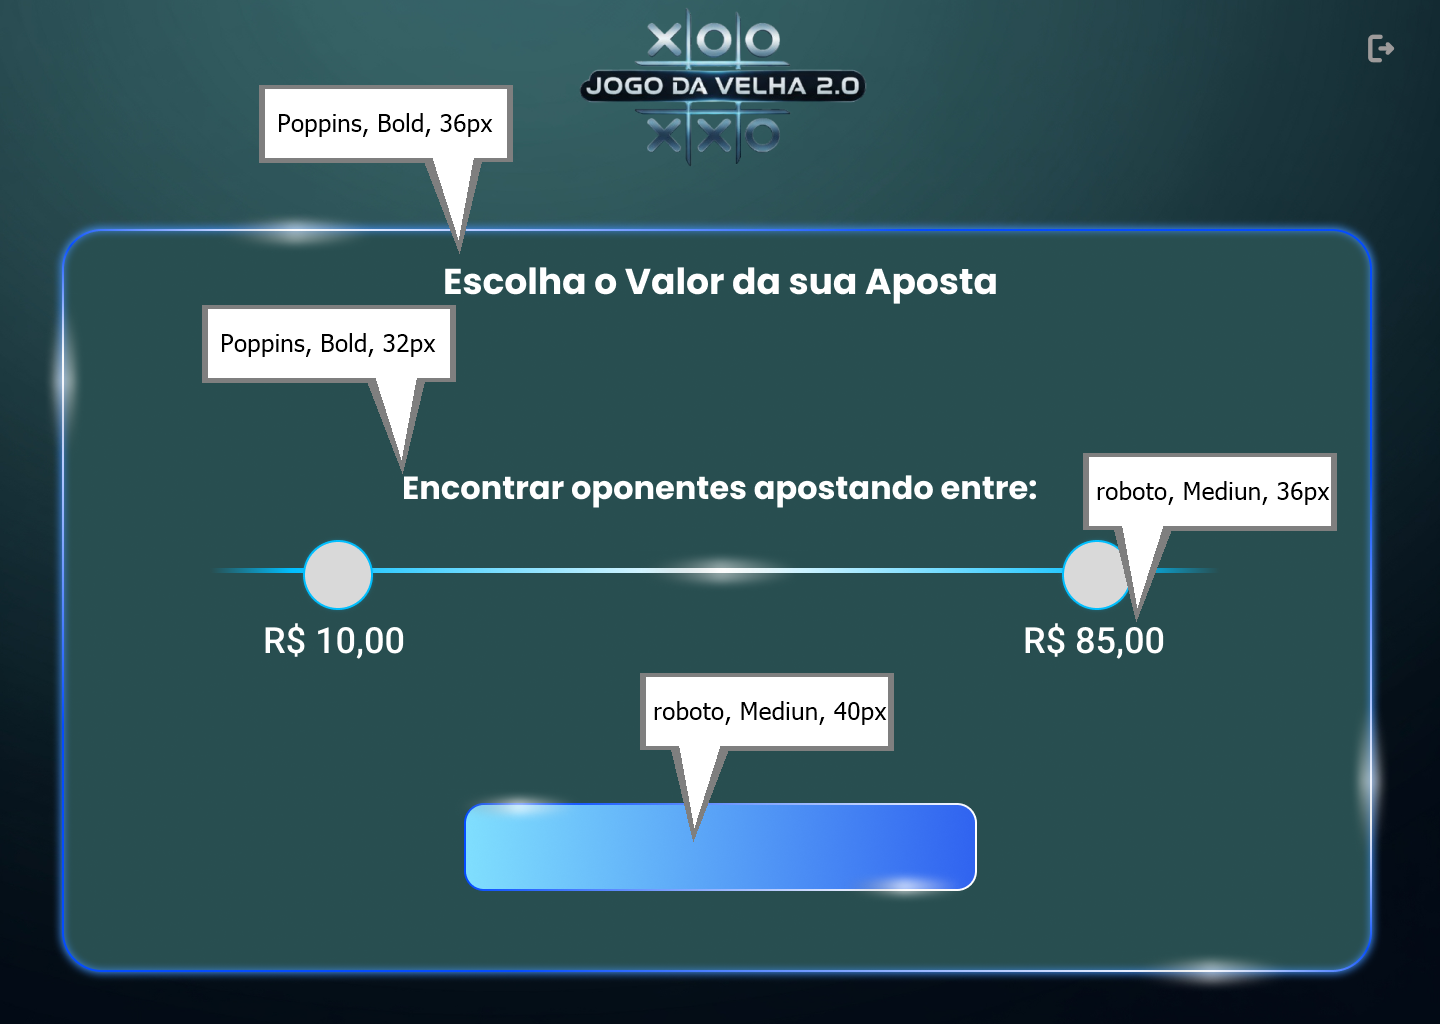 XOO
JOGO DA VELHA 2.0
XXO
Poppins, Bold, 36px
Escolha o Valor da sua Aposta
Poppins, Bold, 32px
Encontrar oponentes apostando entre:
roboto, Mediun, 36px
R$ 10,00
R$ 85,00
roboto, Mediun, 40px